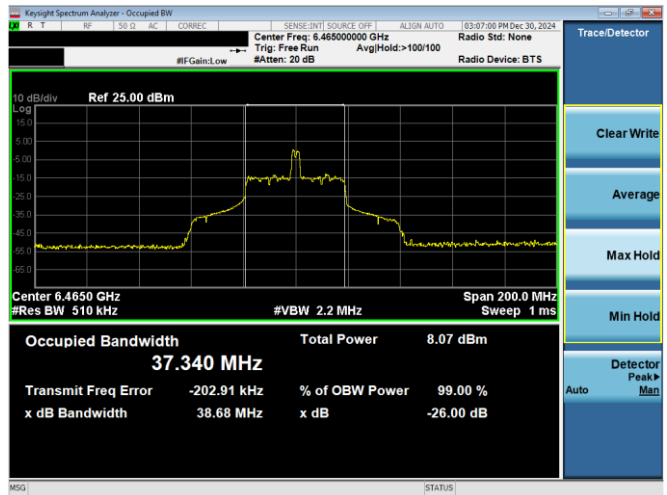 Keysight Spectrum Analyzer - Occupied BW
R T RF 50 Ω AC CORREC SENSE:INT SOURCE OFF ALIGN AUTO 03:07:00 PM Dec 30, 2024
Center Freq: 6.465000000 GHz Radio Std: None
Trig: Free Run Avg|Hold:>100/100
#IFGain:Low #Atten: 20 dB Radio Device: BTS
Trace/Detector
10 dB/div Ref 25.00 dBm
Log
15.0
5.00
-5.00
-15.0
-25.0
-35.0
-45.0
-55.0
-65.0
Center 6.4650 GHz Span 200.0 MHz
#Res BW 510 kHz #VBW 2.2 MHz Sweep 1 ms
Occupied Bandwidth Total Power 8.07 dBm
37.340 MHz
Transmit Freq Error -202.91 kHz % of OBW Power 99.00 %
x dB Bandwidth 38.68 MHz x dB -26.00 dB
Clear Write
Average
Max Hold
Min Hold
Detector
Peak▶
Auto Man
MSG STATUS